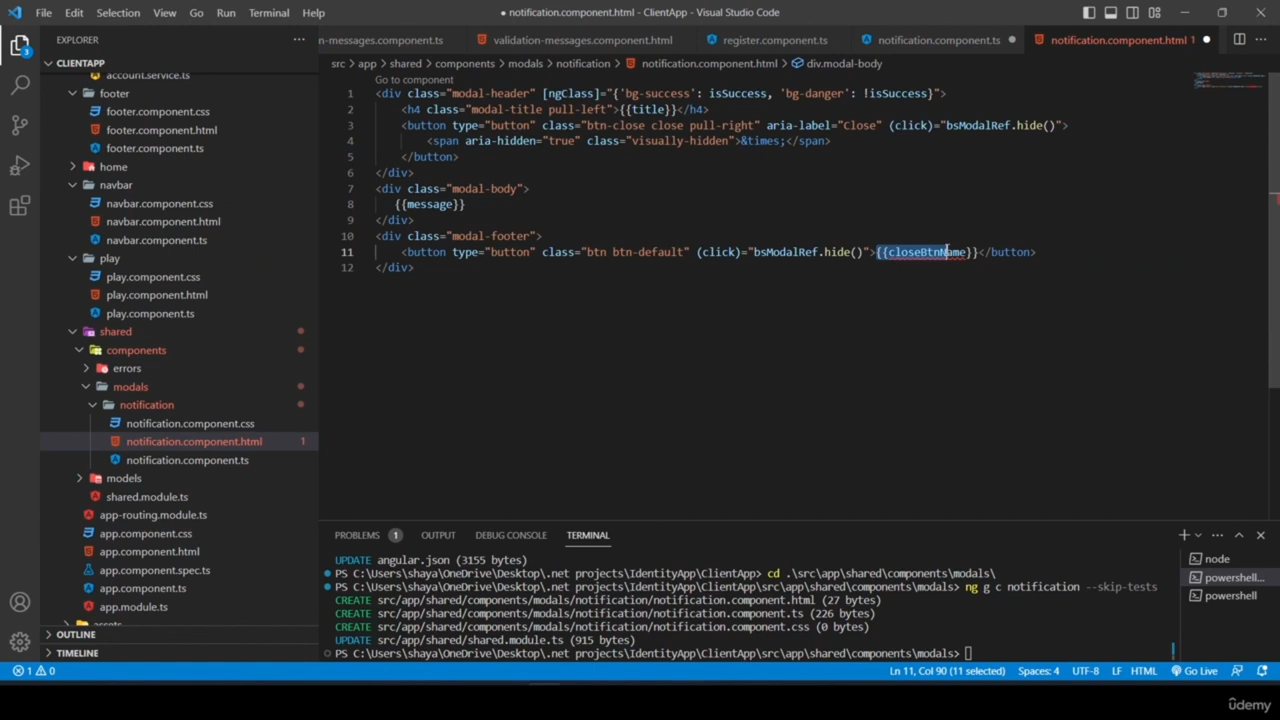 File Edit Selection View Go Run Terminal Help
● notification.component.html - ClientApp - Visual Studio Code
EXPLORER
CLIENTAPP
account.service.ts
footer
footer.component.css
footer.component.html
footer.component.ts
home
navbar
navbar.component.css
navbar.component.html
navbar.component.ts
play
play.component.css
play.component.html
play.component.ts
shared
components
errors
modals
notification
notification.component.css
notification.component.html 1
notification.component.ts
models
shared.module.ts
app-routing.module.ts
app.component.css
app.component.html
app.component.spec.ts
app.component.ts
app.module.ts
assets
OUTLINE
TIMELINE
3
n-messages.component.ts validation-messages.component.html register.component.ts notification.component.ts ● notification.component.html 1 ●
src > app > shared > components > modals > notification > notification.component.html > div.modal-body
Go to component
1 <div class="modal-header" [ngClass]="{'bg-success': isSuccess, 'bg-danger': !isSuccess}">
2 <h4 class="modal-title pull-left">{{title}}</h4>
3 <button type="button" class="btn-close close pull-right" aria-label="Close" (click)="bsModalRef.hide()">
4 <span aria-hidden="true" class="visually-hidden">&times;</span>
5 </button>
6 </div>
7 <div class="modal-body">
8 {{message}}
9 </div>
10 <div class="modal-footer">
11 <button type="button" class="btn btn-default" (click)="bsModalRef.hide()">{{closeBtnName}}</button>
12 </div>
PROBLEMS 1 OUTPUT DEBUG CONSOLE TERMINAL
UPDATE angular.json (3155 bytes)
PS C:\Users\shaya\OneDrive\Desktop\.net projects\IdentityApp\ClientApp> cd .\src\app\shared\components\modals\
PS C:\Users\shaya\OneDrive\Desktop\.net projects\IdentityApp\ClientApp\src\app\shared\components\modals> ng g c notification --skip-tests
CREATE src/app/shared/components/modals/notification/notification.component.html (27 bytes)
CREATE src/app/shared/components/modals/notification/notification.component.ts (226 bytes)
CREATE src/app/shared/components/modals/notification/notification.component.css (0 bytes)
UPDATE src/app/shared/shared.module.ts (915 bytes)
PS C:\Users\shaya\OneDrive\Desktop\.net projects\IdentityApp\ClientApp\src\app\shared\components\modals>
node
powershell...
powershell
1 0
Ln 11, Col 90 (11 selected) Spaces: 4 UTF-8 LF HTML Go Live
ûdemy